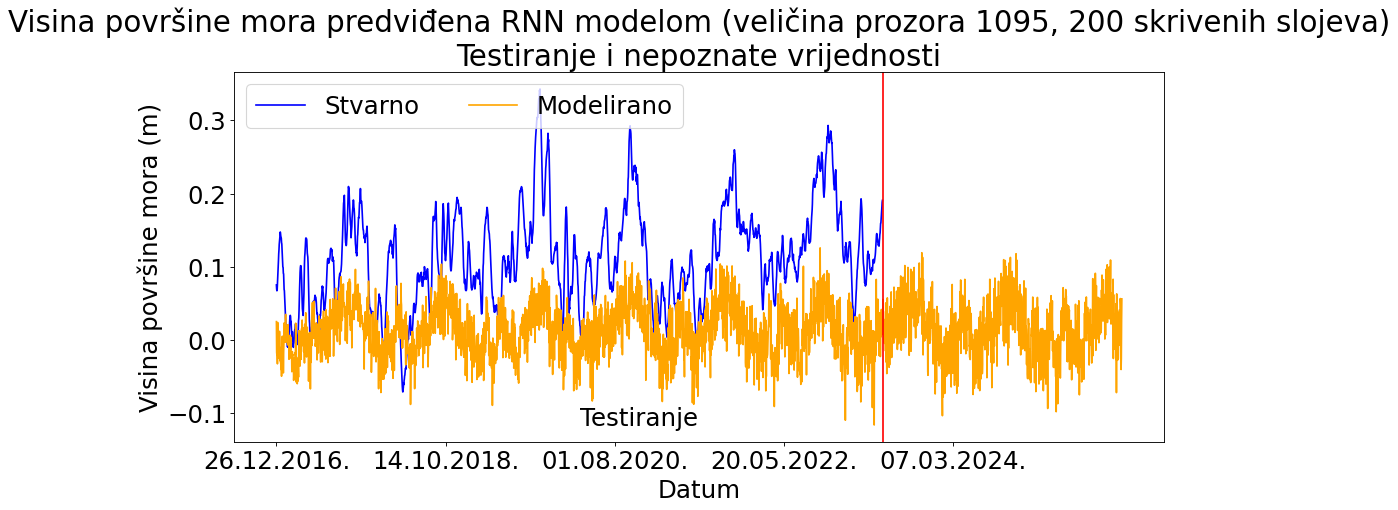 Visina površine mora predviđena RNN modelom (veličina prozora 1095, 200 skrivenih slojeva)
Testiranje i nepoznate vrijednosti
Stvarno
Modelirano
Visina površine mora (m)
0.3
0.2
0.1
0.0
−0.1
Testiranje
26.12.2016.
14.10.2018.
01.08.2020.
20.05.2022.
07.03.2024.
Datum